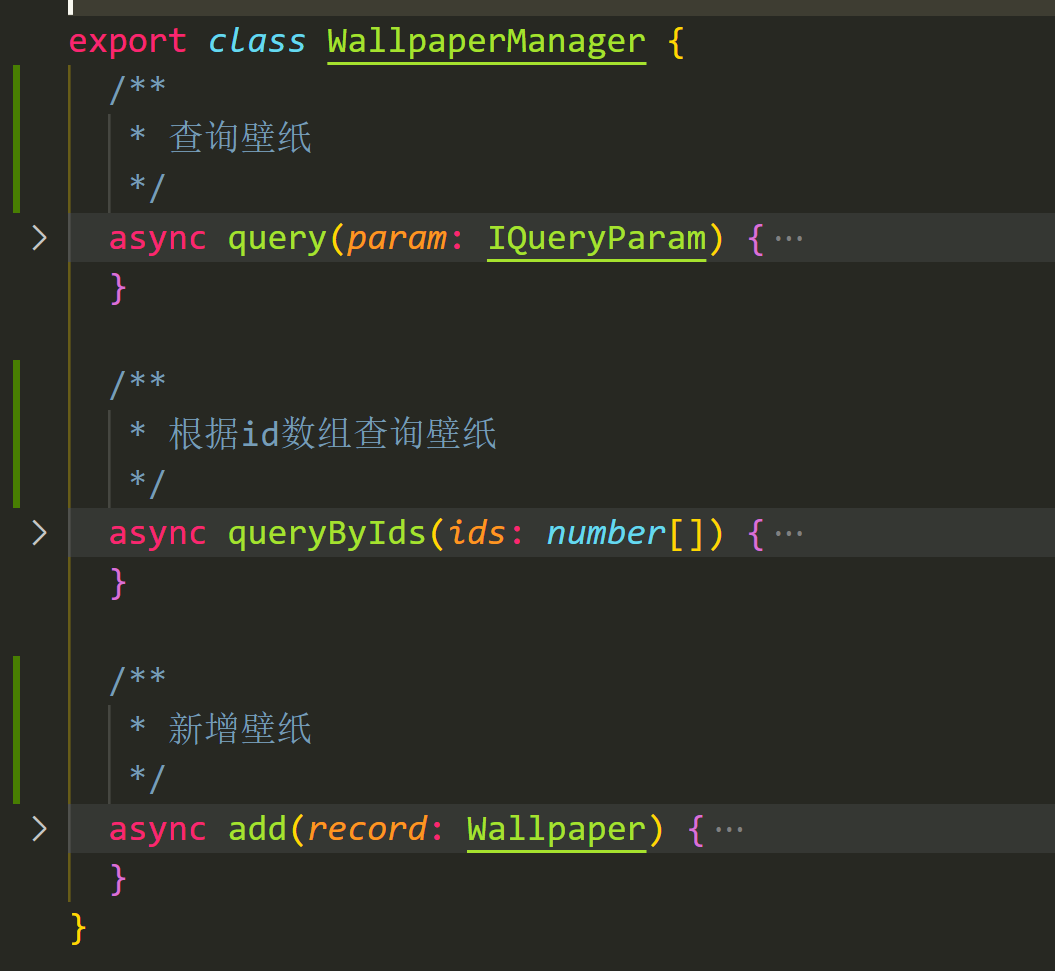 export class WallpaperManager {
/**
* 查询壁纸
*/
async query(param: IQueryParam) { ···
}
/**
* 根据id数组查询壁纸
*/
async queryByIds(ids: number[]) { ···
}
/**
* 新增壁纸
*/
async add(record: Wallpaper) { ···
}
}